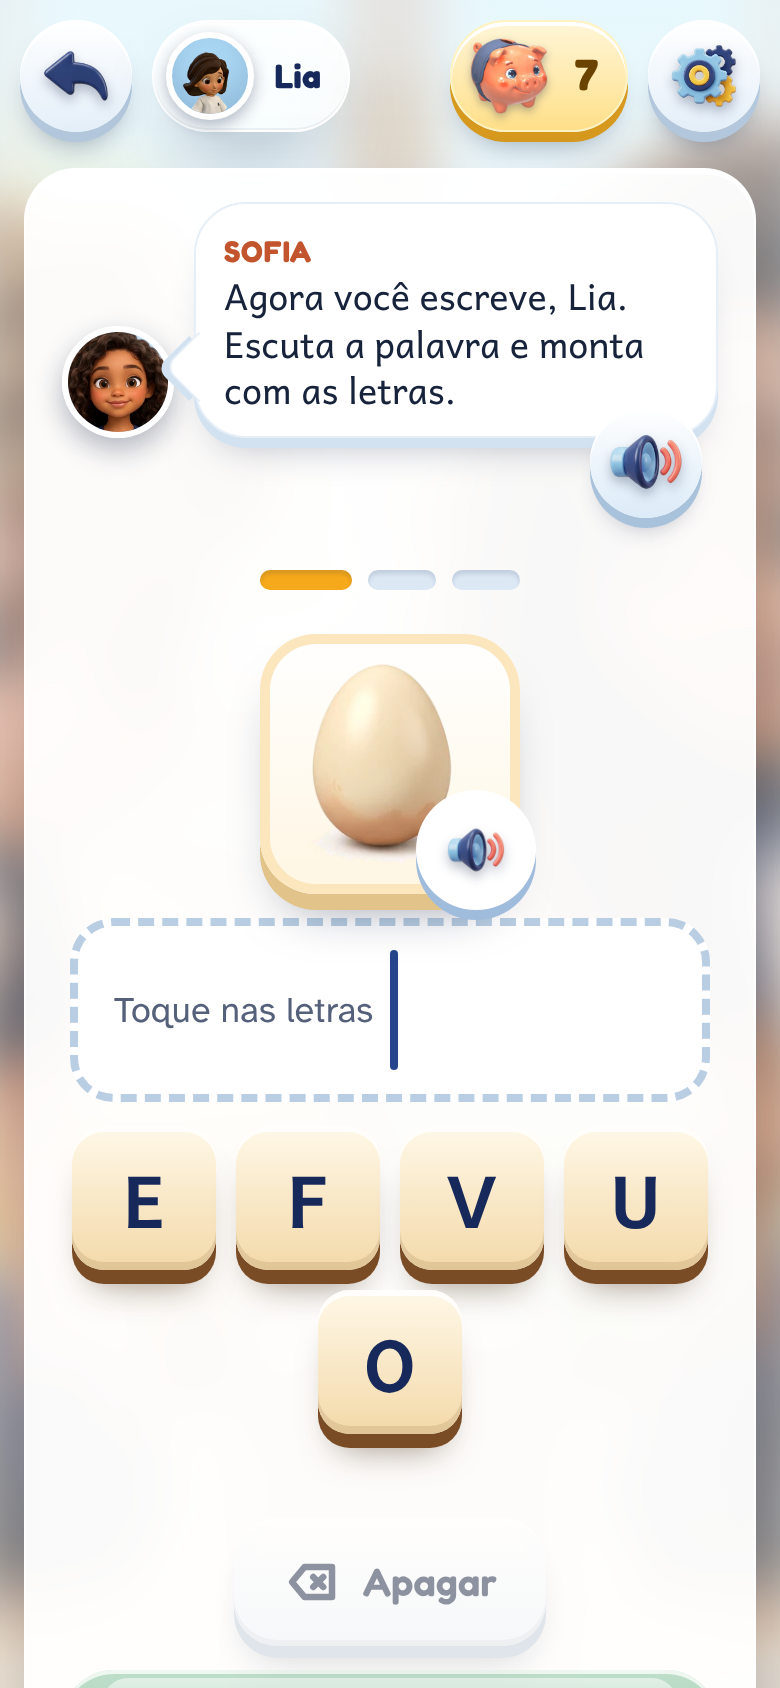 Lia
7
SOFIA
Agora você escreve, Lia.
Escuta a palavra e monta
com as letras.
Toque nas letras
E F V U
O
Apagar